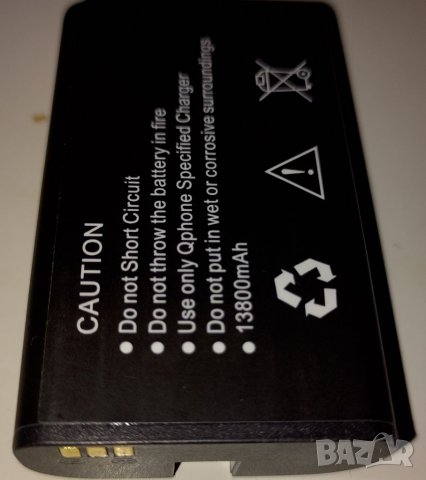 CAUTION
● Do not Short Circuit
● Do not throw the battery in fire
● Use only Qphone Specified Charger
● Do not put in wet or corrosive surroundings
● 13800mAh
BAZAR